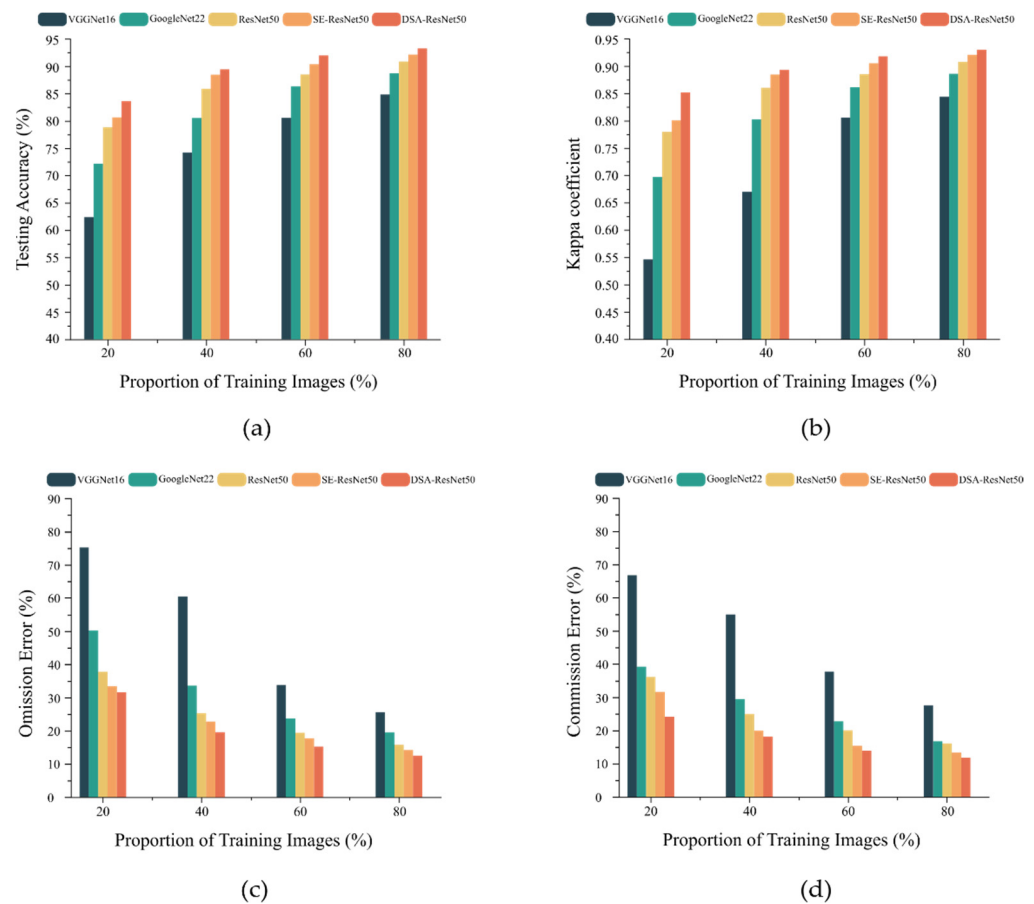 VGGNet16 GoogleNet22 ResNet50 SE-ResNet50 DSA-ResNet50
Testing Accuracy (%)
95
90
85
80
75
70
65
60
55
50
45
40
20 40 60 80
Proportion of Training Images (%)
(a)
VGGNet16 GoogleNet22 ResNet50 SE-ResNet50 DSA-ResNet50
Kappa coefficient
0.95
0.90
0.85
0.80
0.75
0.70
0.65
0.60
0.55
0.50
0.45
0.40
20 40 60 80
Proportion of Training Images (%)
(b)
VGGNet16 GoogleNet22 ResNet50 SE-ResNet50 DSA-ResNet50
Omission Error (%)
90
80
70
60
50
40
30
20
10
0
20 40 60 80
Proportion of Training Images (%)
(c)
VGGNet16 GoogleNet22 ResNet50 SE-ResNet50 DSA-ResNet50
Commission Error (%)
90
80
70
60
50
40
30
20
10
0
20 40 60 80
Proportion of Training Images (%)
(d)